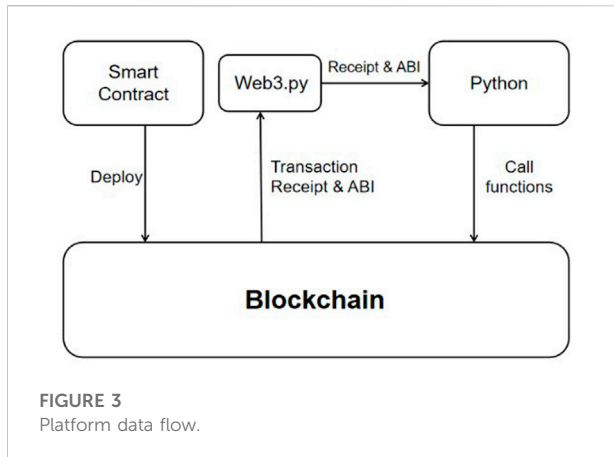 Smart
Contract
Web3.py
Receipt & ABI
Python
Deploy
Transaction
Receipt & ABI
Call
functions
Blockchain
FIGURE 3
Platform data flow.